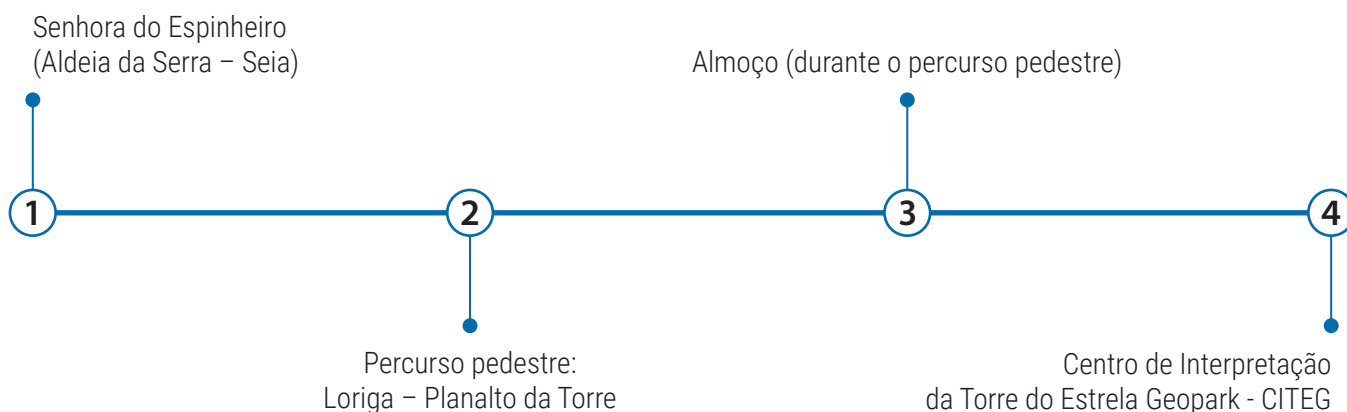 Senhora do Espinheiro
(Aldeia da Serra – Seia)
Almoço (durante o percurso pedestre)
1
2
3
4
Percurso pedestre:
Loriga – Planalto da Torre
Centro de Interpretação
da Torre do Estrela Geopark - CITEG